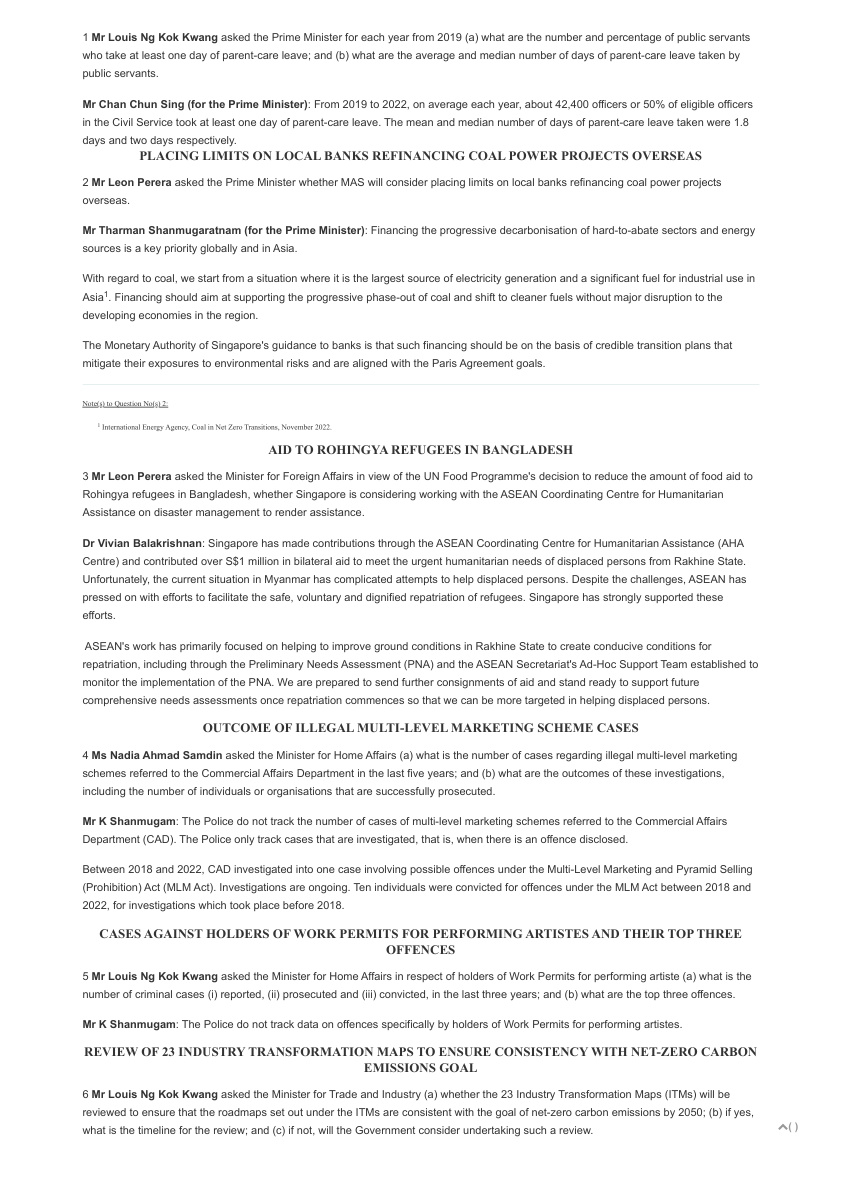 1 Mr Louis Ng Kok Kwang asked the Prime Minister for each year from 2019 (a) what are the number and percentage of public servants
who take at least one day of parent-care leave; and (b) what are the average and median number of days of parent-care leave taken by
public servants.
Mr Chan Chun Sing (for the Prime Minister): From 2019 to 2022, on average each year, about 42,400 officers or 50% of eligible officers
in the Civil Service took at least one day of parent-care leave. The mean and median number of days of parent-care leave taken were 1.8
days and two days respectively.
PLACING LIMITS ON LOCAL BANKS REFINANCING COAL POWER PROJECTS OVERSEAS
2 Mr Leon Perera asked the Prime Minister whether MAS will consider placing limits on local banks refinancing coal power projects
overseas.
Mr Tharman Shanmugaratnam (for the Prime Minister): Financing the progressive decarbonisation of hard-to-abate sectors and energy
sources is a key priority globally and in Asia.
With regard to coal, we start from a situation where it is the largest source of electricity generation and a significant fuel for industrial use in
Asia1. Financing should aim at supporting the progressive phase-out of coal and shift to cleaner fuels without major disruption to the
developing economies in the region.
The Monetary Authority of Singapore's guidance to banks is that such financing should be on the basis of credible transition plans that
mitigate their exposures to environmental risks and are aligned with the Paris Agreement goals.
Note(s) to Question No(s) 2:
1 International Energy Agency, Coal in Net Zero Transitions, November 2022.
AID TO ROHINGYA REFUGEES IN BANGLADESH
3 Mr Leon Perera asked the Minister for Foreign Affairs in view of the UN Food Programme's decision to reduce the amount of food aid to
Rohingya refugees in Bangladesh, whether Singapore is considering working with the ASEAN Coordinating Centre for Humanitarian
Assistance on disaster management to render assistance.
Dr Vivian Balakrishnan: Singapore has made contributions through the ASEAN Coordinating Centre for Humanitarian Assistance (AHA
Centre) and contributed over S$1 million in bilateral aid to meet the urgent humanitarian needs of displaced persons from Rakhine State.
Unfortunately, the current situation in Myanmar has complicated attempts to help displaced persons. Despite the challenges, ASEAN has
pressed on with efforts to facilitate the safe, voluntary and dignified repatriation of refugees. Singapore has strongly supported these
efforts.
ASEAN's work has primarily focused on helping to improve ground conditions in Rakhine State to create conducive conditions for
repatriation, including through the Preliminary Needs Assessment (PNA) and the ASEAN Secretariat's Ad-Hoc Support Team established to
monitor the implementation of the PNA. We are prepared to send further consignments of aid and stand ready to support future
comprehensive needs assessments once repatriation commences so that we can be more targeted in helping displaced persons.
OUTCOME OF ILLEGAL MULTI-LEVEL MARKETING SCHEME CASES
4 Ms Nadia Ahmad Samdin asked the Minister for Home Affairs (a) what is the number of cases regarding illegal multi-level marketing
schemes referred to the Commercial Affairs Department in the last five years; and (b) what are the outcomes of these investigations,
including the number of individuals or organisations that are successfully prosecuted.
Mr K Shanmugam: The Police do not track the number of cases of multi-level marketing schemes referred to the Commercial Affairs
Department (CAD). The Police only track cases that are investigated, that is, when there is an offence disclosed.
Between 2018 and 2022, CAD investigated into one case involving possible offences under the Multi-Level Marketing and Pyramid Selling
(Prohibition) Act (MLM Act). Investigations are ongoing. Ten individuals were convicted for offences under the MLM Act between 2018 and
2022, for investigations which took place before 2018.
CASES AGAINST HOLDERS OF WORK PERMITS FOR PERFORMING ARTISTES AND THEIR TOP THREE
OFFENCES
5 Mr Louis Ng Kok Kwang asked the Minister for Home Affairs in respect of holders of Work Permits for performing artiste (a) what is the
number of criminal cases (i) reported, (ii) prosecuted and (iii) convicted, in the last three years; and (b) what are the top three offences.
Mr K Shanmugam: The Police do not track data on offences specifically by holders of Work Permits for performing artistes.
REVIEW OF 23 INDUSTRY TRANSFORMATION MAPS TO ENSURE CONSISTENCY WITH NET-ZERO CARBON
EMISSIONS GOAL
6 Mr Louis Ng Kok Kwang asked the Minister for Trade and Industry (a) whether the 23 Industry Transformation Maps (ITMs) will be
reviewed to ensure that the roadmaps set out under the ITMs are consistent with the goal of net-zero carbon emissions by 2050; (b) if yes,
what is the timeline for the review; and (c) if not, will the Government consider undertaking such a review.
( )